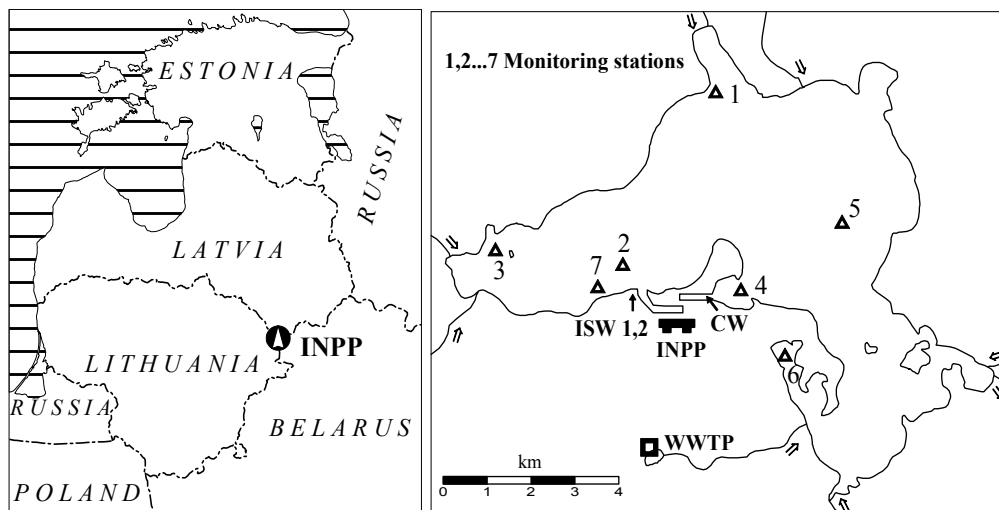 ESTONIA
RUSSIA
LATVIA
INPP
LITHUANIA
RUSSIA
BELARUS
POLAND
1,2...7 Monitoring stations
1
5
2
3
7
4
ISW 1,2
CW
INPP
6
WWTP
km
0 1 2 3 4